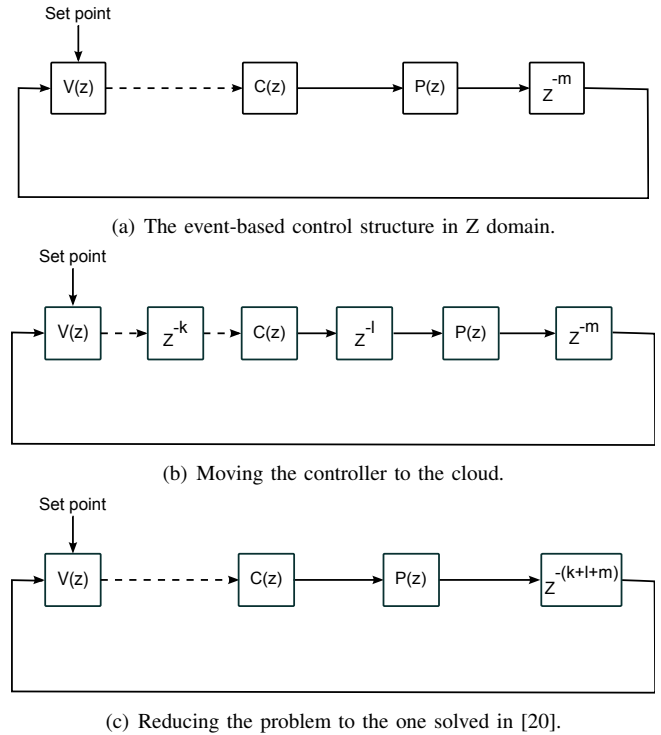 Set point
V(z) C(z) P(z) Z^-m
(a) The event-based control structure in Z domain.
Set point
V(z) Z^-k C(z) Z^-l P(z) Z^-m
(b) Moving the controller to the cloud.
Set point
V(z) C(z) P(z) Z^-(k+l+m)
(c) Reducing the problem to the one solved in [20].